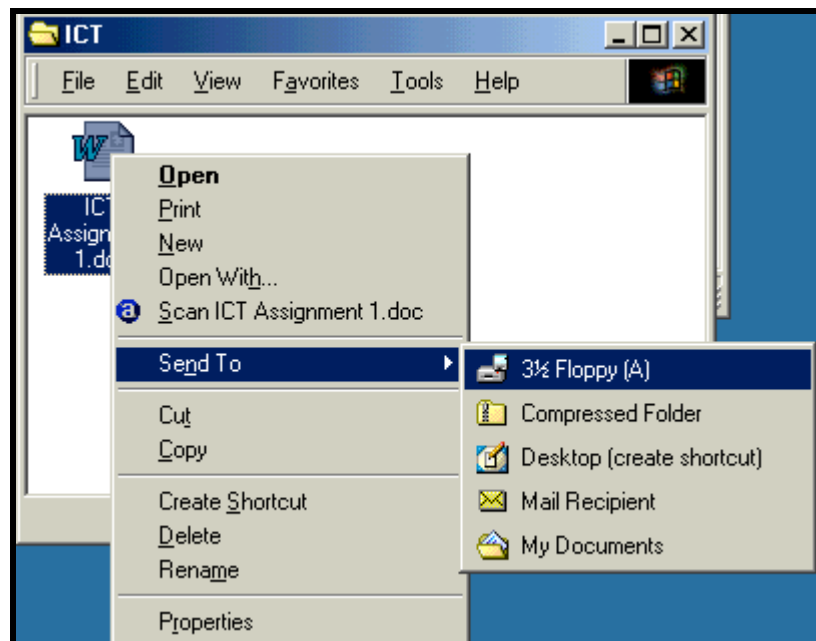 ICT
File Edit View Favorites Tools Help
ICT
Assign
1.do
Open
Print
New
Open With...
Scan ICT Assignment 1.doc
Send To
Cut
Copy
Create Shortcut
Delete
Rename
Properties
3½ Floppy (A)
Compressed Folder
Desktop (create shortcut)
Mail Recipient
My Documents